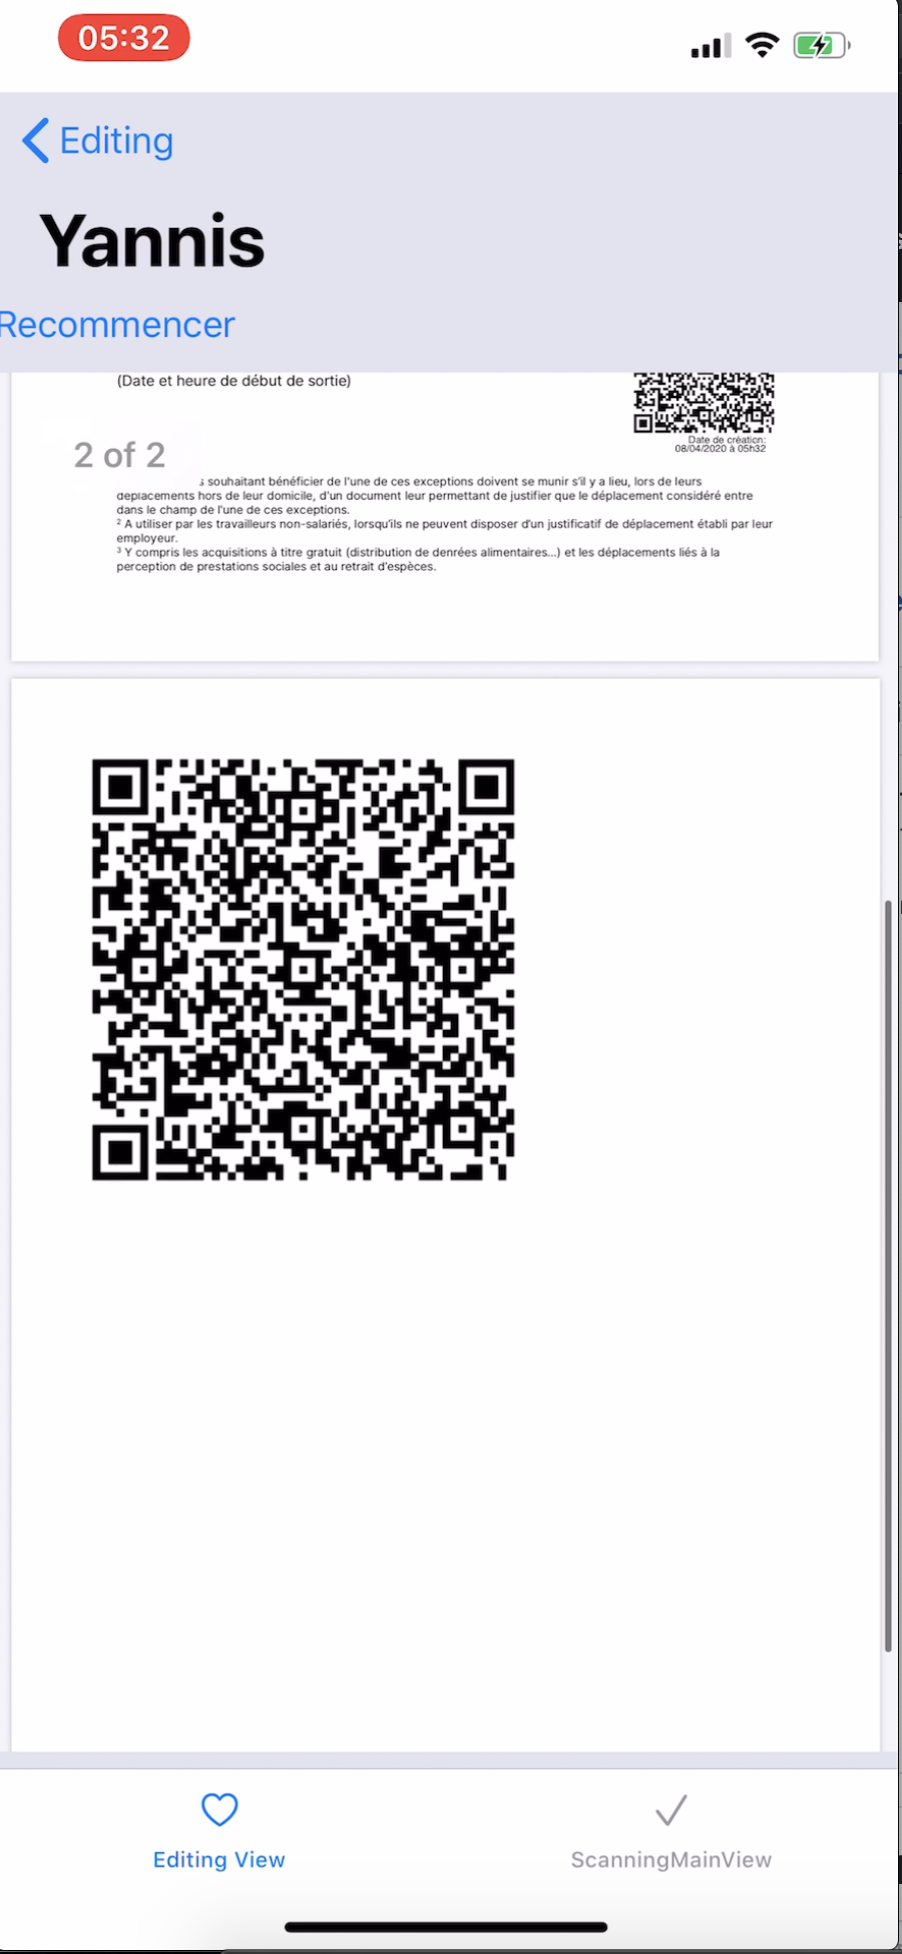 05:32
Editing
Yannis
Recommencer
(Date et heure de début de sortie)
Date de création:
08/04/2020 à 05h32
2 of 2
souhaitant bénéficier de l'une de ces exceptions doivent se munir s'il y a lieu, lors de leurs
déplacements hors de leur domicile, d'un document leur permettant de justifier que le déplacement considéré entre
dans le champ de l'une de ces exceptions.
² A utiliser par les travailleurs non-salariés, lorsqu'ils ne peuvent disposer d'un justificatif de déplacement établi par leur
employeur.
³ Y compris les acquisitions à titre gratuit (distribution de denrées alimentaires...) et les déplacements liés à la
perception de prestations sociales et au retrait d'espèces.
Editing View
ScanningMainView